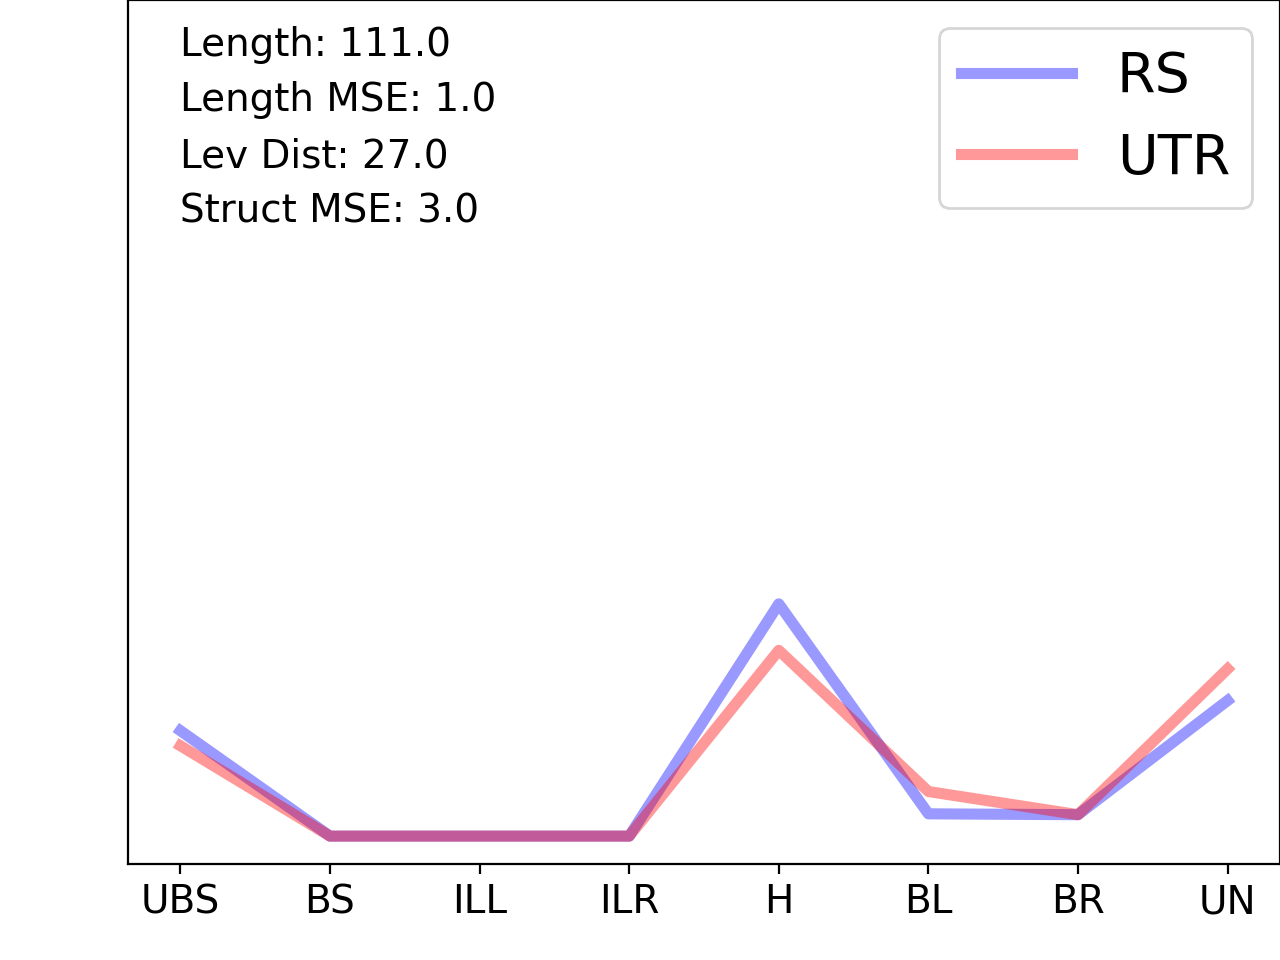 Length: 111.0
Length MSE: 1.0
Lev Dist: 27.0
Struct MSE: 3.0
RS
UTR
UBS BS ILL ILR H BL BR UN